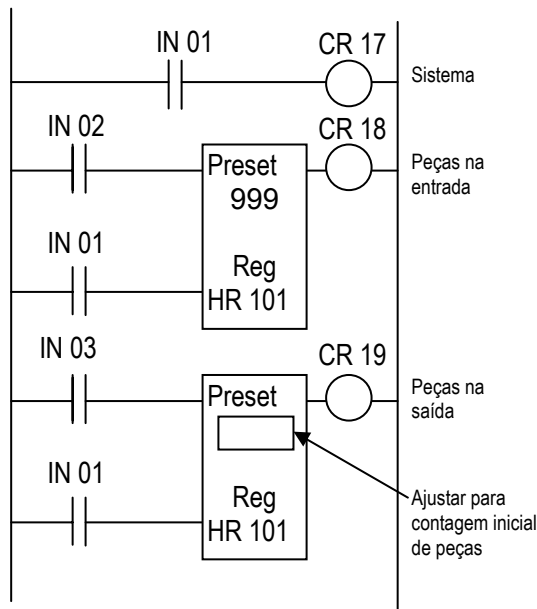 IN 01
CR 17
Sistema
IN 02
CR 18
Preset
999
Peças na
entrada
IN 01
Reg
HR 101
IN 03
CR 19
Preset
Peças na
saída
IN 01
Reg
HR 101
Ajustar para
contagem inicial
de peças